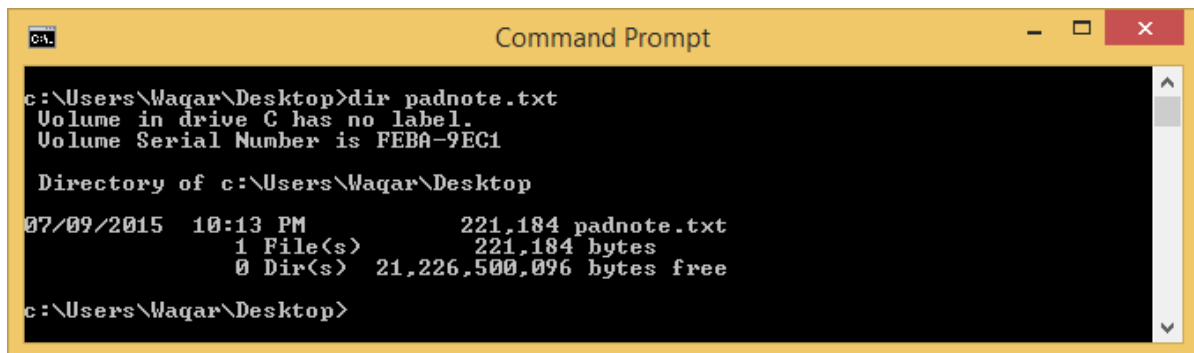 Command Prompt
c:\Users\Waqar\Desktop>dir padnote.txt
Volume in drive C has no label.
Volume Serial Number is FEBA-9EC1
Directory of c:\Users\Waqar\Desktop
07/09/2015  10:13 PM           221,184 padnote.txt
1 File(s)        221,184 bytes
0 Dir(s)  21,226,500,096 bytes free
c:\Users\Waqar\Desktop>